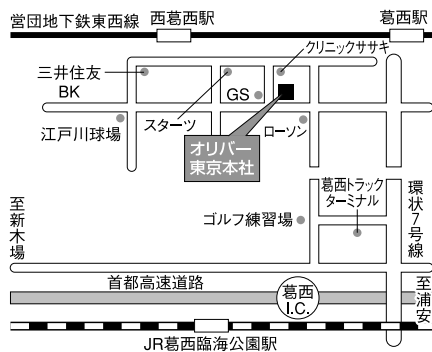 営団地下鉄東西線
西葛西駅
葛西駅
クリニックササキ
三井住友
BK
GS
江戸川球場
スターツ
ローソン
オリバー
東京本社
葛西トラック
ターミナル
環状7号線
至新木場
ゴルフ練習場
首都高速道路
葛西
I.C.
至浦安
JR葛西臨海公園駅